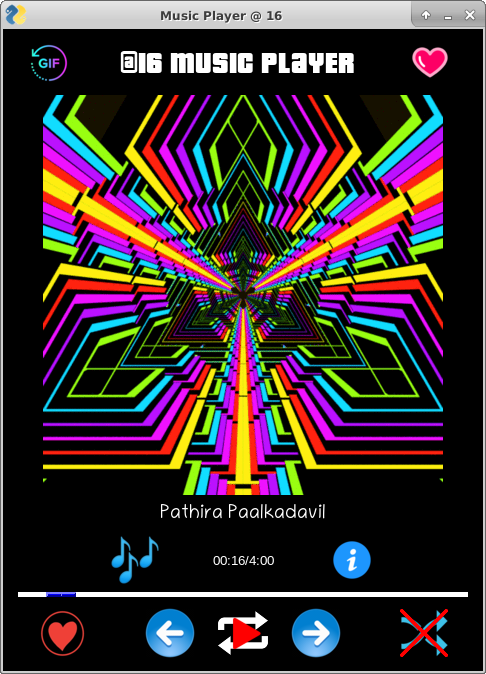 Music Player @ 16
GIF
@16 MUSIC PLAYER
Pathira Paalkadavil
00:16/4:00
i